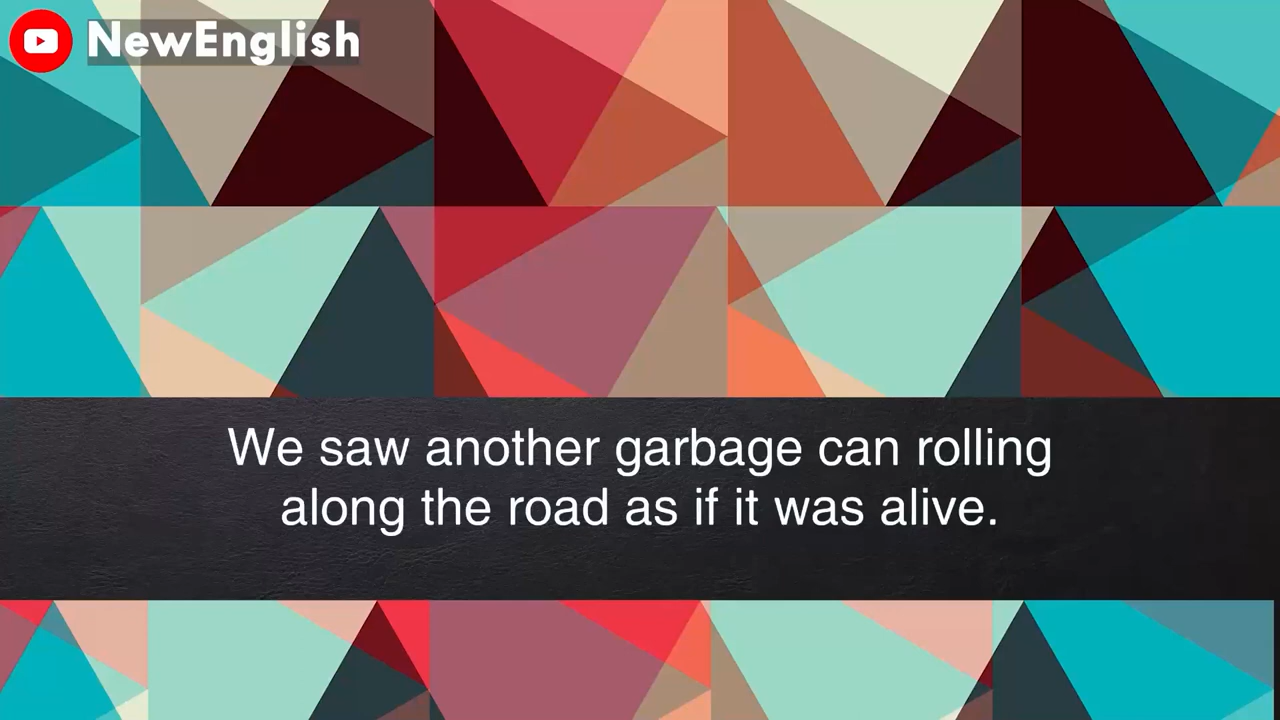 NewEnglish
We saw another garbage can rolling
along the road as if it was alive.